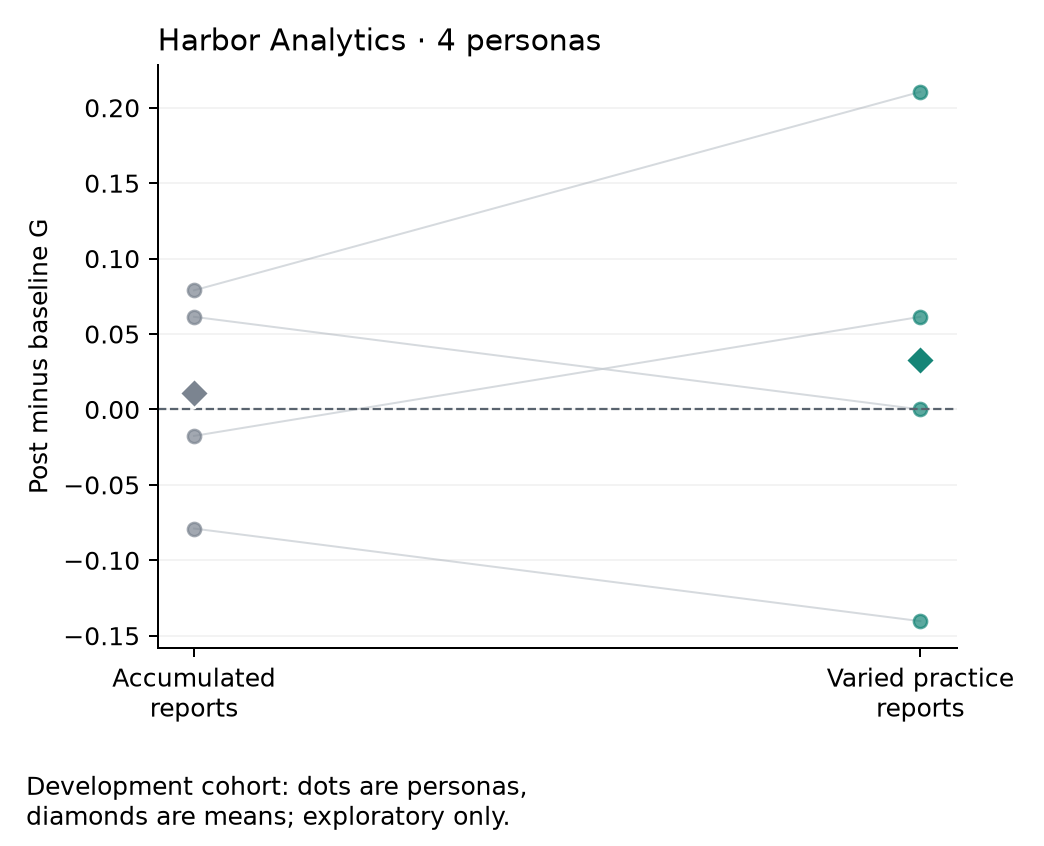 Harbor Analytics · 4 personas
Post minus baseline G
0.20
0.15
0.10
0.05
0.00
−0.05
−0.10
−0.15
Accumulated
reports
Varied practice
reports
Development cohort: dots are personas,
diamonds are means; exploratory only.